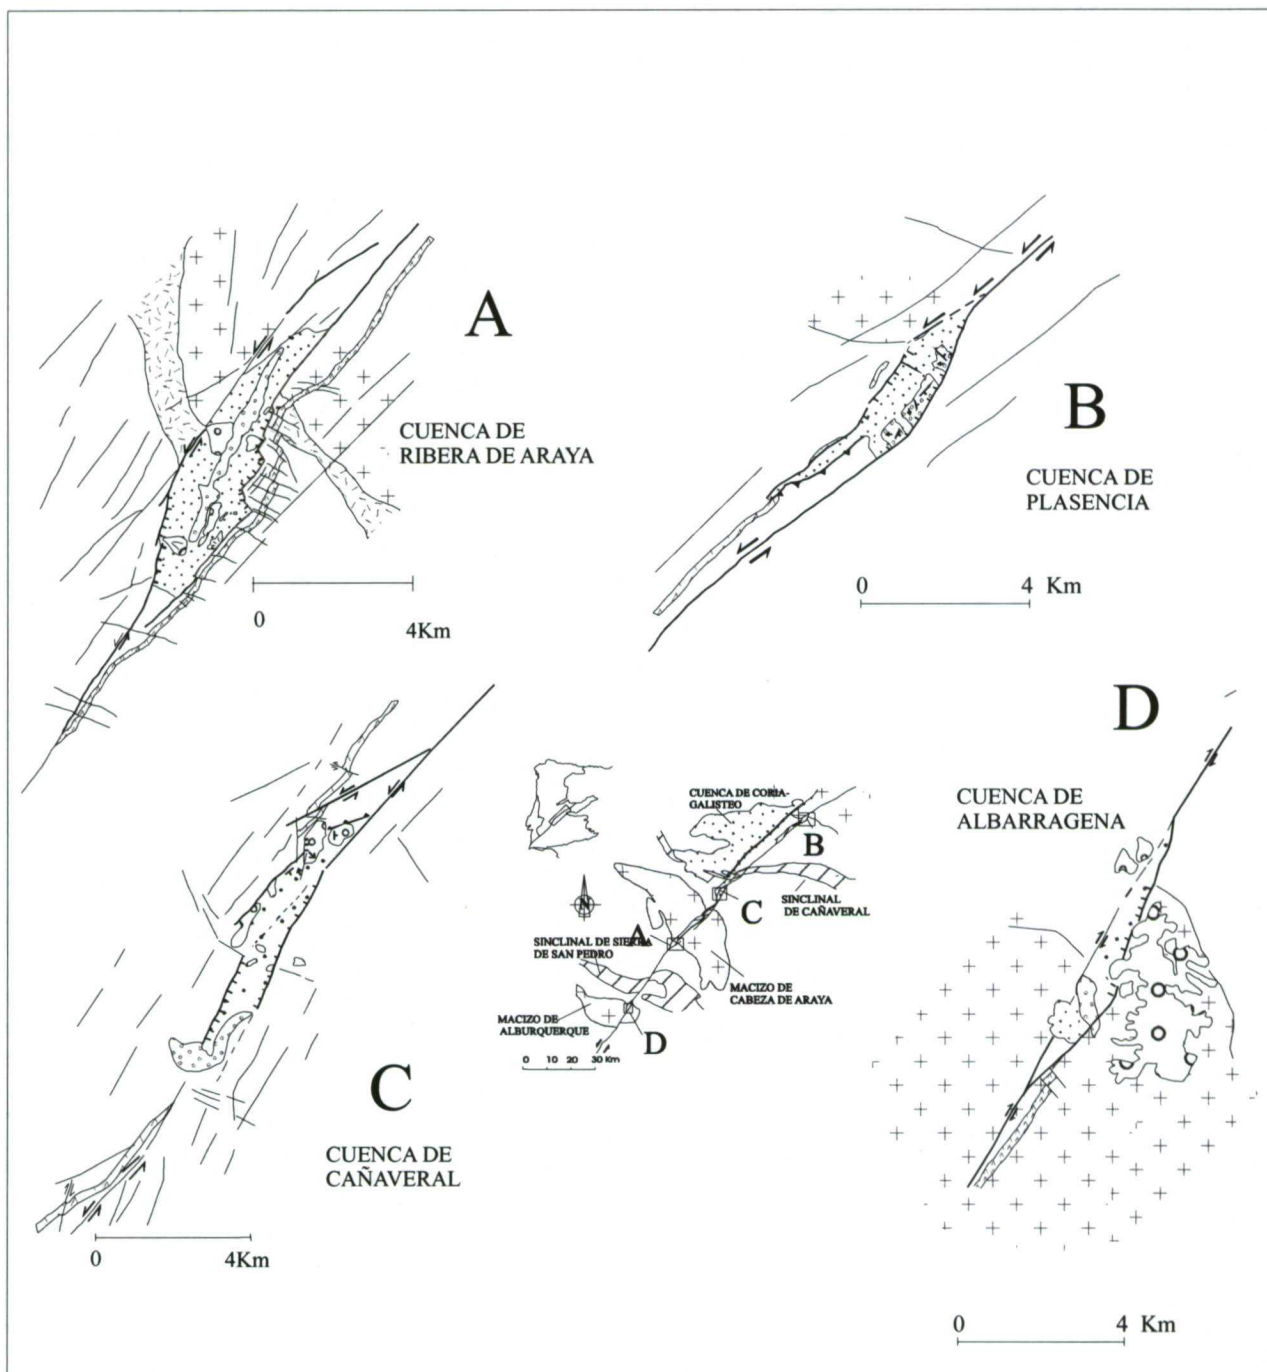 A
CUENCA DE
RIBERA DE ARAYA
0
4Km
B
CUENCA DE
PLASENCIA
0
4 Km
C
CUENCA DE
CAÑAVERAL
0
4Km
CUENCA DE CORIA-
GALISTEO
B
N
C
SINCLINAL
DE CAÑAVERAL
A
SINCLINAL DE SIERRA
DE SAN PEDRO
MACIZO DE
CABEZA DE ARAYA
MACIZO DE
ALBURQUERQUE
D
0 10 20 30 Km
D
CUENCA DE
ALBARRAGENA
0
4 Km